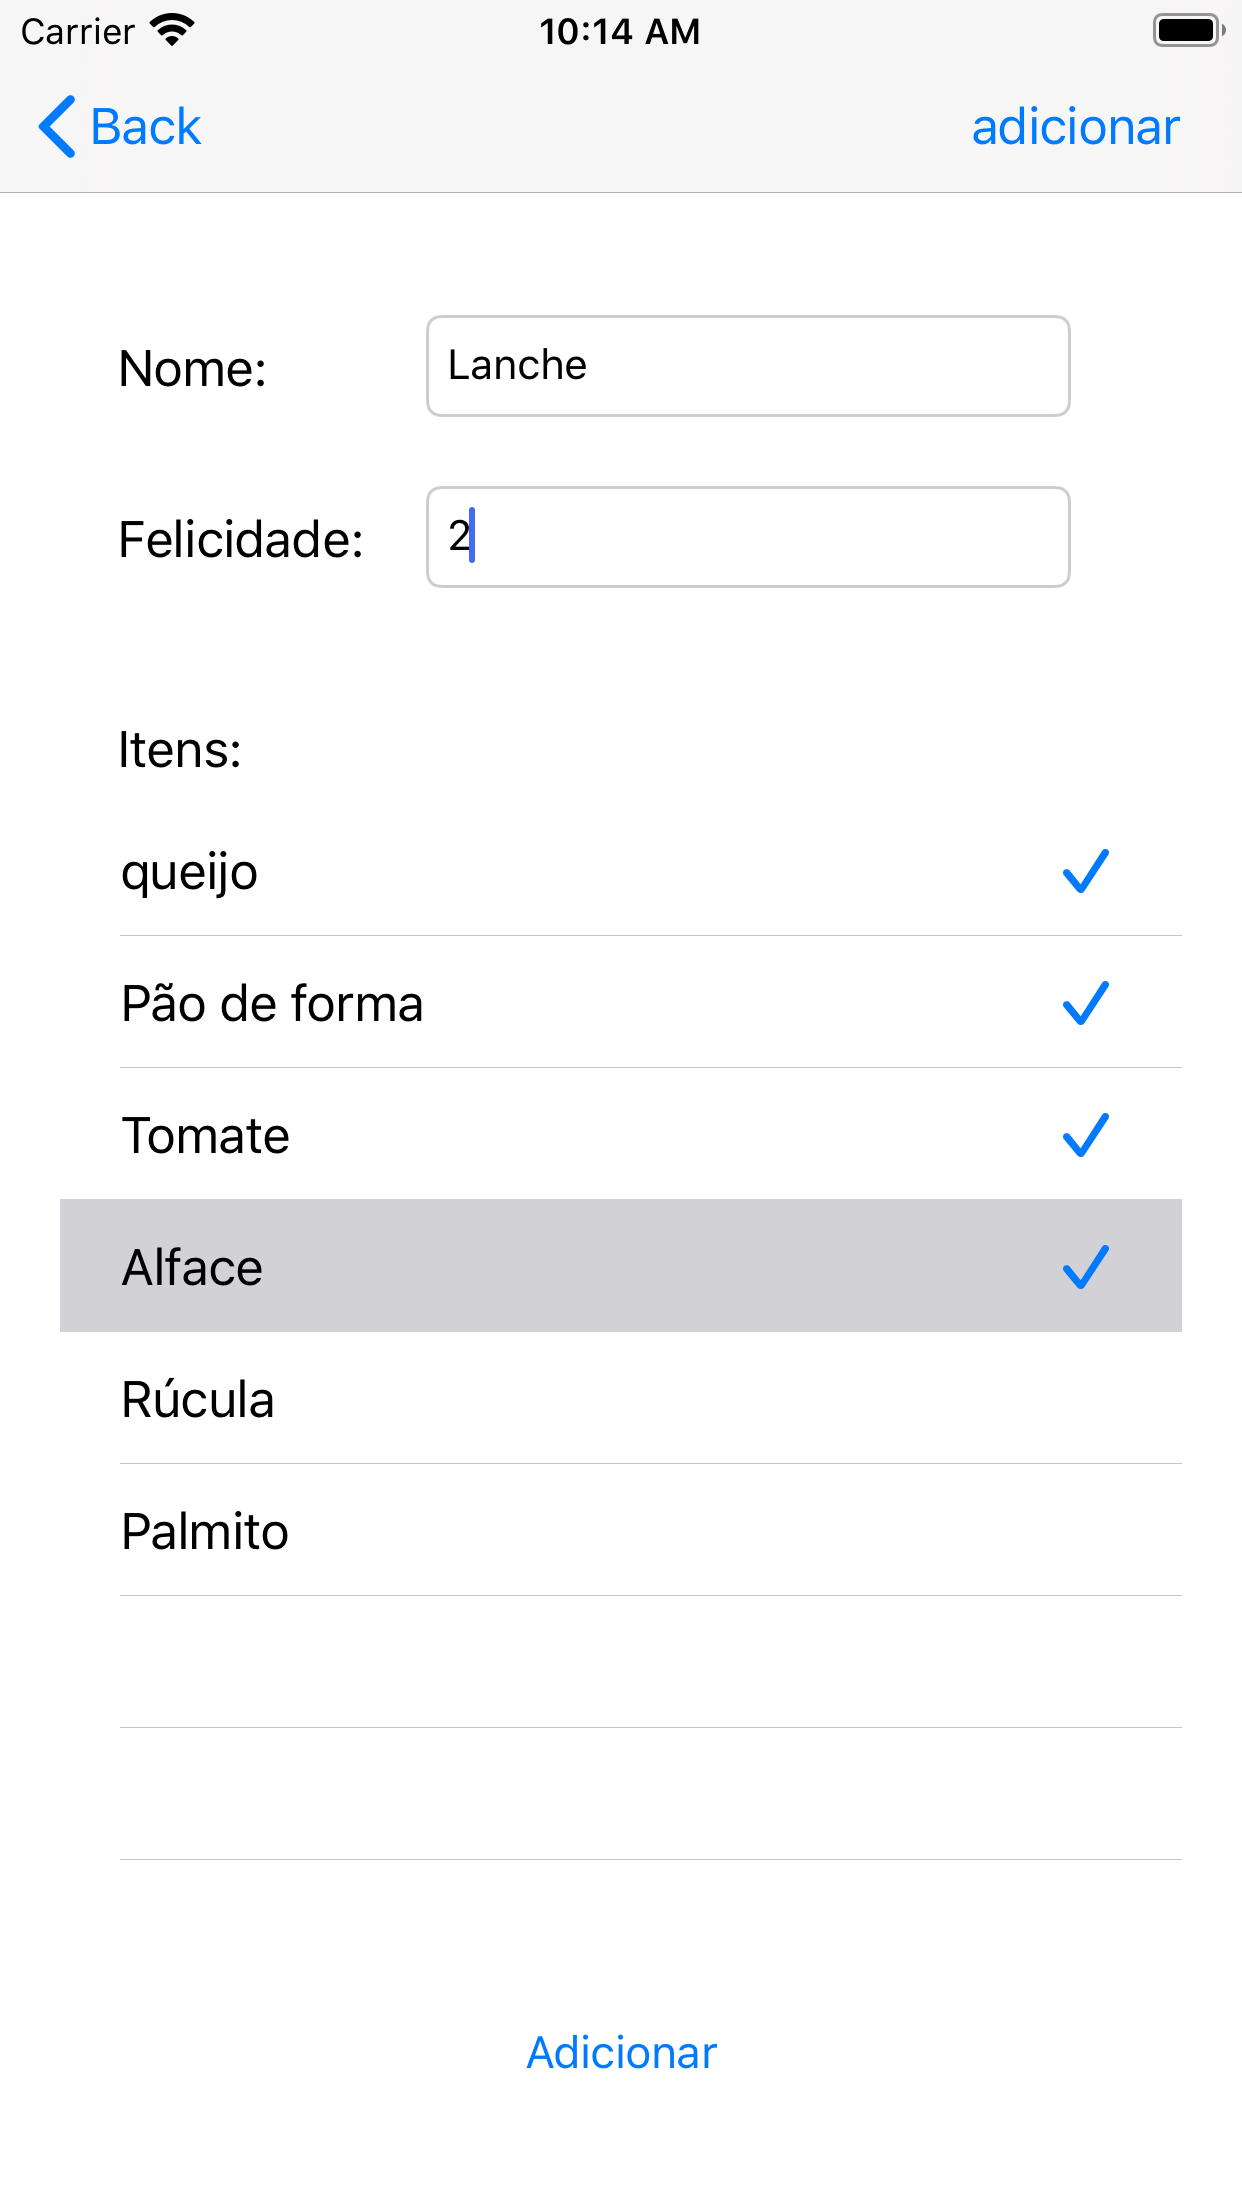 Carrier 10:14 AM
Back adicionar
Nome: Lanche
Felicidade: 2
Itens:
queijo
Pão de forma
Tomate
Alface
Rúcula
Palmito
Adicionar